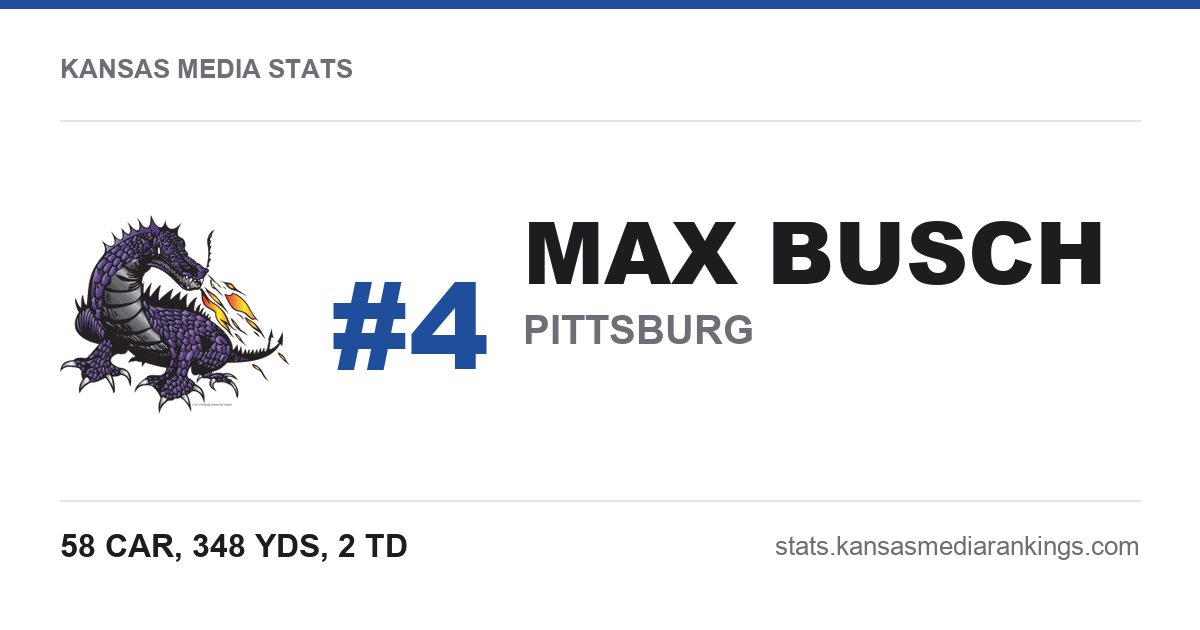 KANSAS MEDIA STATS
MAX BUSCH
#4
PITTSBURG
58 CAR, 348 YDS, 2 TD
stats.kansasmediarankings.com